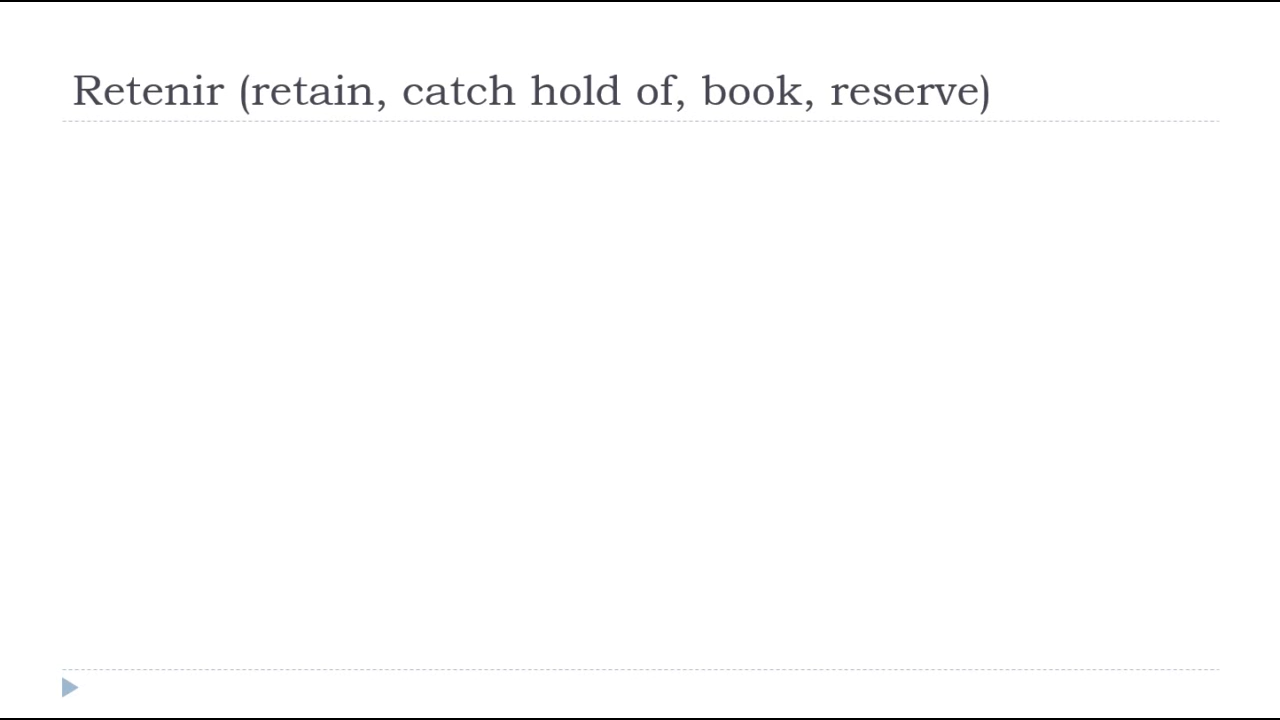 Retenir (retain, catch hold of, book, reserve)